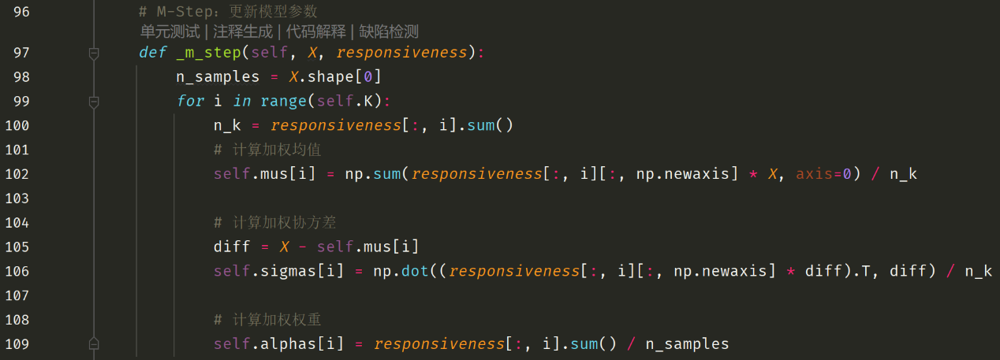 96 # M-Step：更新模型参数
单元测试 | 注释生成 | 代码解释 | 缺陷检测
97 def _m_step(self, X, responsiveness):
98 n_samples = X.shape[0]
99 for i in range(self.K):
100 n_k = responsiveness[:, i].sum()
101 # 计算加权均值
102 self.mus[i] = np.sum(responsiveness[:, i][:, np.newaxis] * X, axis=0) / n_k
103
104 # 计算加权协方差
105 diff = X - self.mus[i]
106 self.sigmas[i] = np.dot((responsiveness[:, i][:, np.newaxis] * diff).T, diff) / n_k
107
108 # 计算加权权重
109 self.alphas[i] = responsiveness[:, i].sum() / n_samples